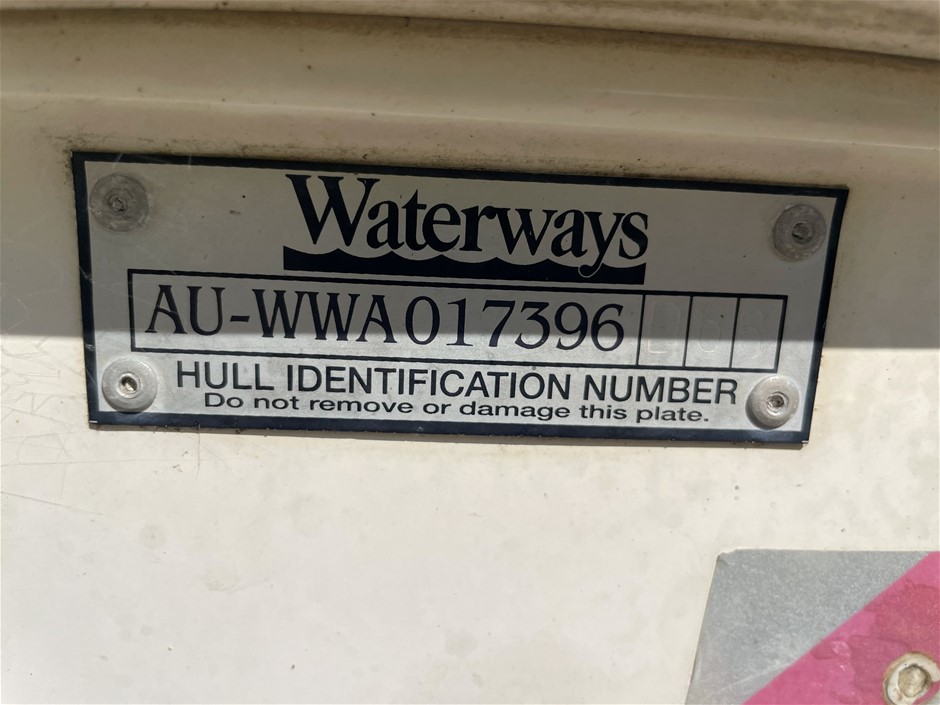 Waterways
AU-WWA017396
HULL IDENTIFICATION NUMBER
Do not remove or damage this plate.